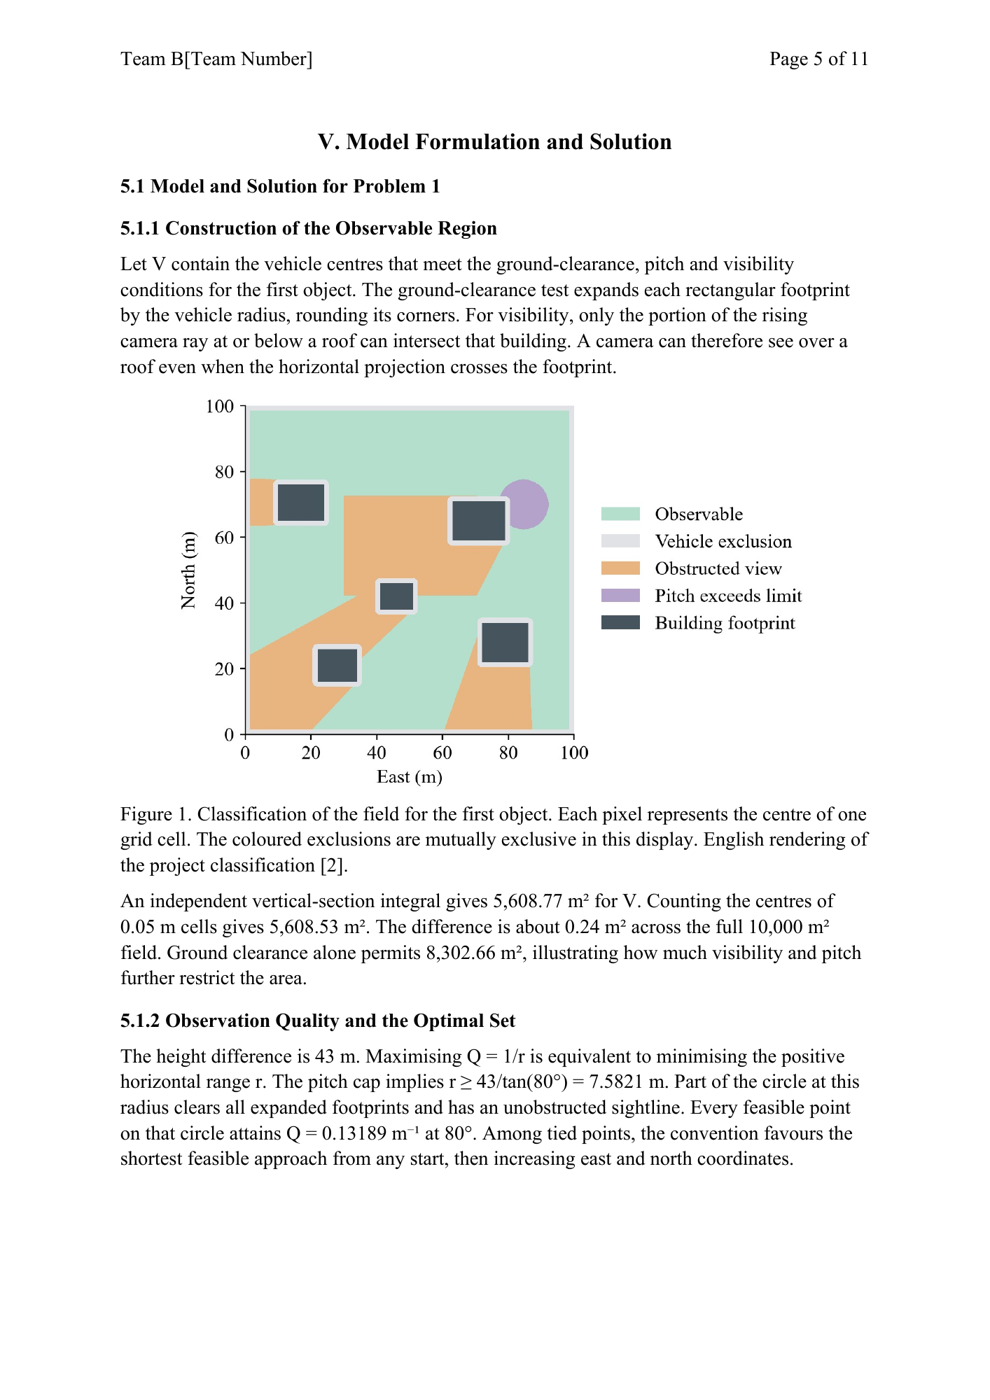 Team B[Team Number]
Page 5 of 11
V. Model Formulation and Solution
5.1 Model and Solution for Problem 1
5.1.1 Construction of the Observable Region
Let V contain the vehicle centres that meet the ground-clearance, pitch and visibility
conditions for the first object. The ground-clearance test expands each rectangular footprint
by the vehicle radius, rounding its corners. For visibility, only the portion of the rising
camera ray at or below a roof can intersect that building. A camera can therefore see over a
roof even when the horizontal projection crosses the footprint.
100
80
60
40
20
0
North (m)
0 20 40 60 80 100
East (m)
Observable
Vehicle exclusion
Obstructed view
Pitch exceeds limit
Building footprint
Figure 1. Classification of the field for the first object. Each pixel represents the centre of one
grid cell. The coloured exclusions are mutually exclusive in this display. English rendering of
the project classification [2].
An independent vertical-section integral gives 5,608.77 m² for V. Counting the centres of
0.05 m cells gives 5,608.53 m². The difference is about 0.24 m² across the full 10,000 m²
field. Ground clearance alone permits 8,302.66 m², illustrating how much visibility and pitch
further restrict the area.
5.1.2 Observation Quality and the Optimal Set
The height difference is 43 m. Maximising Q = 1/r is equivalent to minimising the positive
horizontal range r. The pitch cap implies r ≥ 43/tan(80°) = 7.5821 m. Part of the circle at this
radius clears all expanded footprints and has an unobstructed sightline. Every feasible point
on that circle attains Q = 0.13189 m⁻¹ at 80°. Among tied points, the convention favours the
shortest feasible approach from any start, then increasing east and north coordinates.